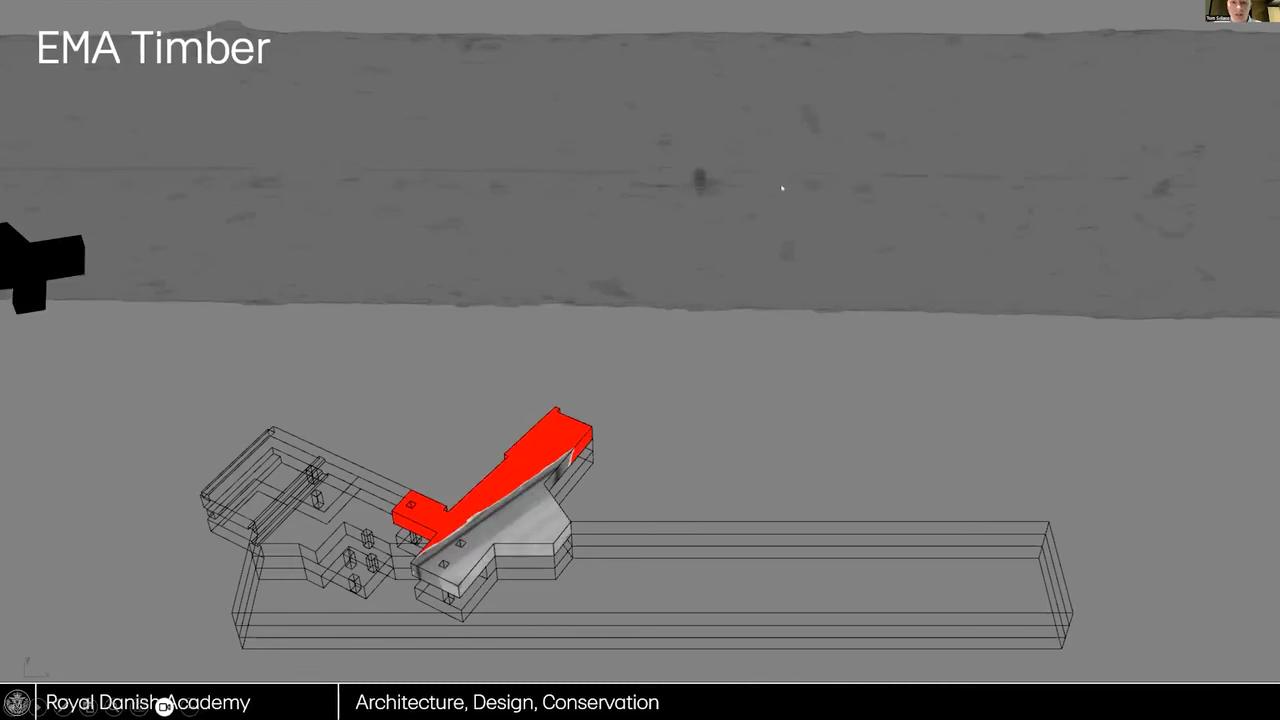 EMA Timber
Royal Danish Academy
Architecture, Design, Conservation